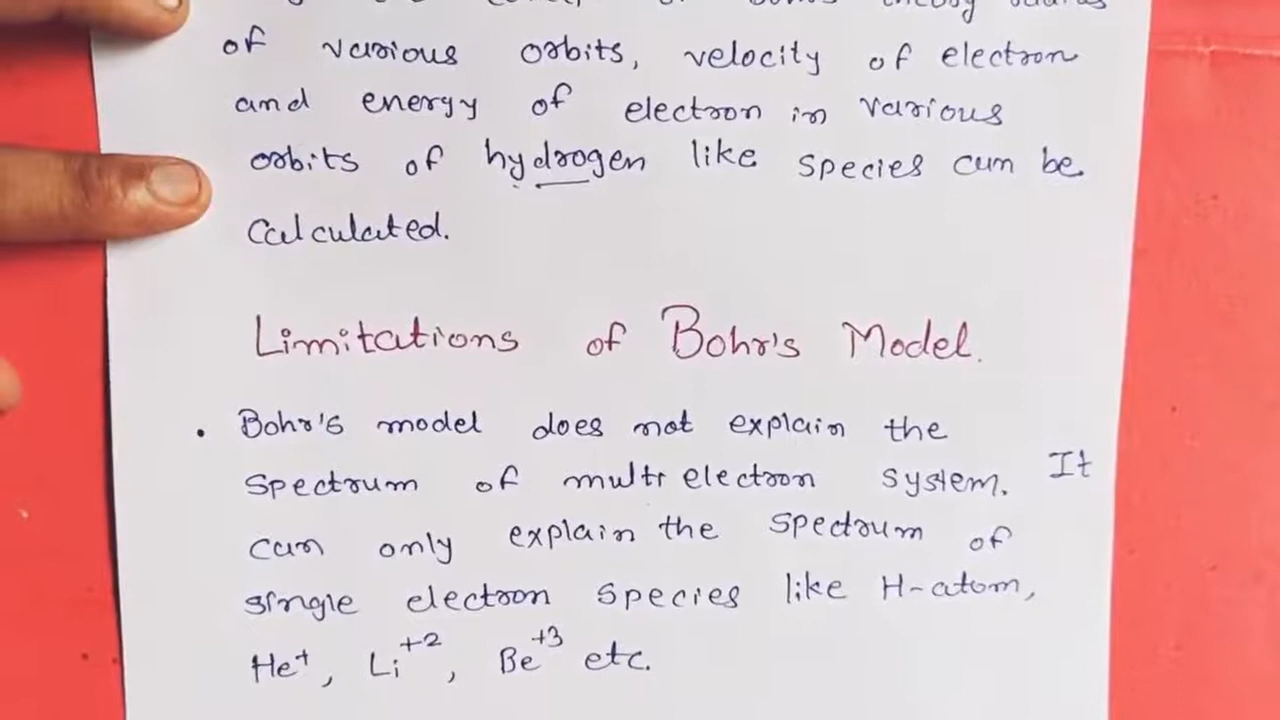 theory
of various orbits, velocity of electron
and energy of electron in various
orbits of hydrogen like species can be
calculated.
Limitations of Bohr's Model.
• Bohr's model does not explain the
spectrum of multi electron system. It
can only explain the spectrum of
single electron species like H-atom,
He⁺, Li⁺², Be⁺³ etc.